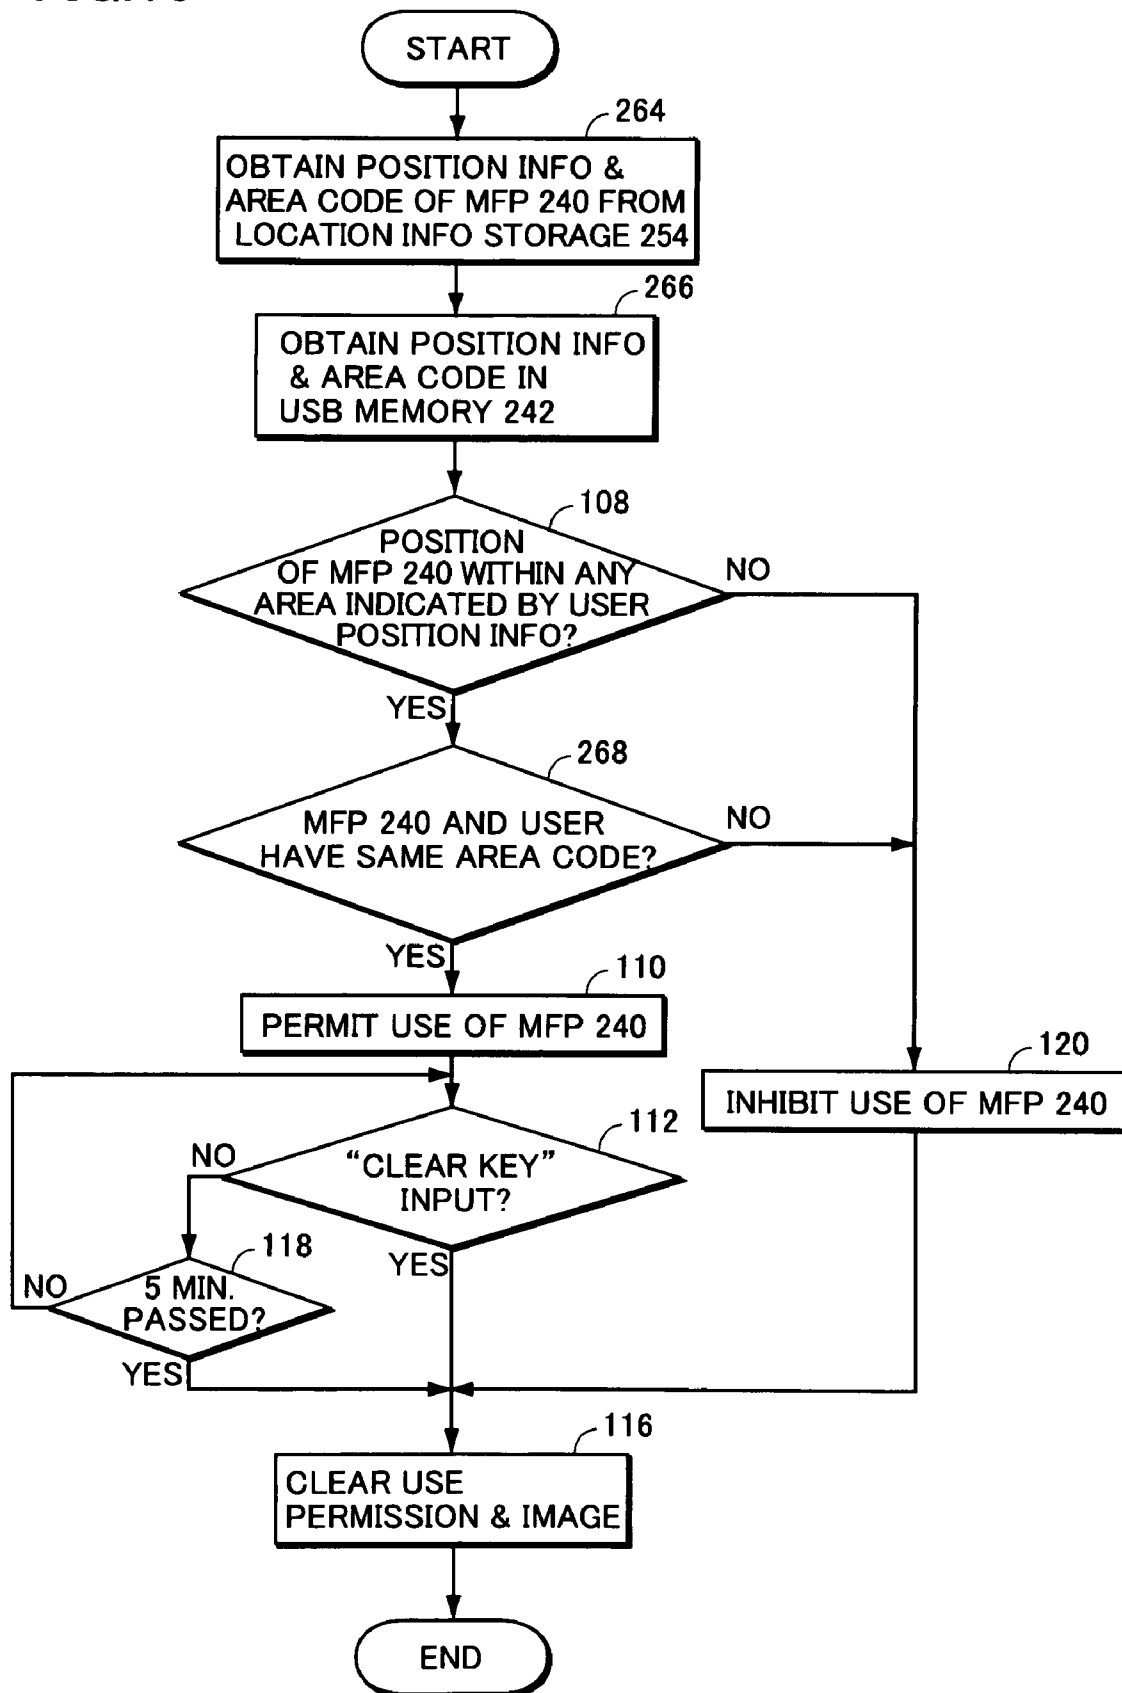 START
264
OBTAIN POSITION INFO &
AREA CODE OF MFP 240 FROM
LOCATION INFO STORAGE 254
266
OBTAIN POSITION INFO
& AREA CODE IN
USB MEMORY 242
108
POSITION
OF MFP 240 WITHIN ANY
AREA INDICATED BY USER
POSITION INFO?
NO
YES
268
MFP 240 AND USER
HAVE SAME AREA CODE?
NO
YES
110
PERMIT USE OF MFP 240
120
INHIBIT USE OF MFP 240
112
NO
"CLEAR KEY"
INPUT?
YES
118
NO
5 MIN.
PASSED?
YES
116
CLEAR USE
PERMISSION & IMAGE
END